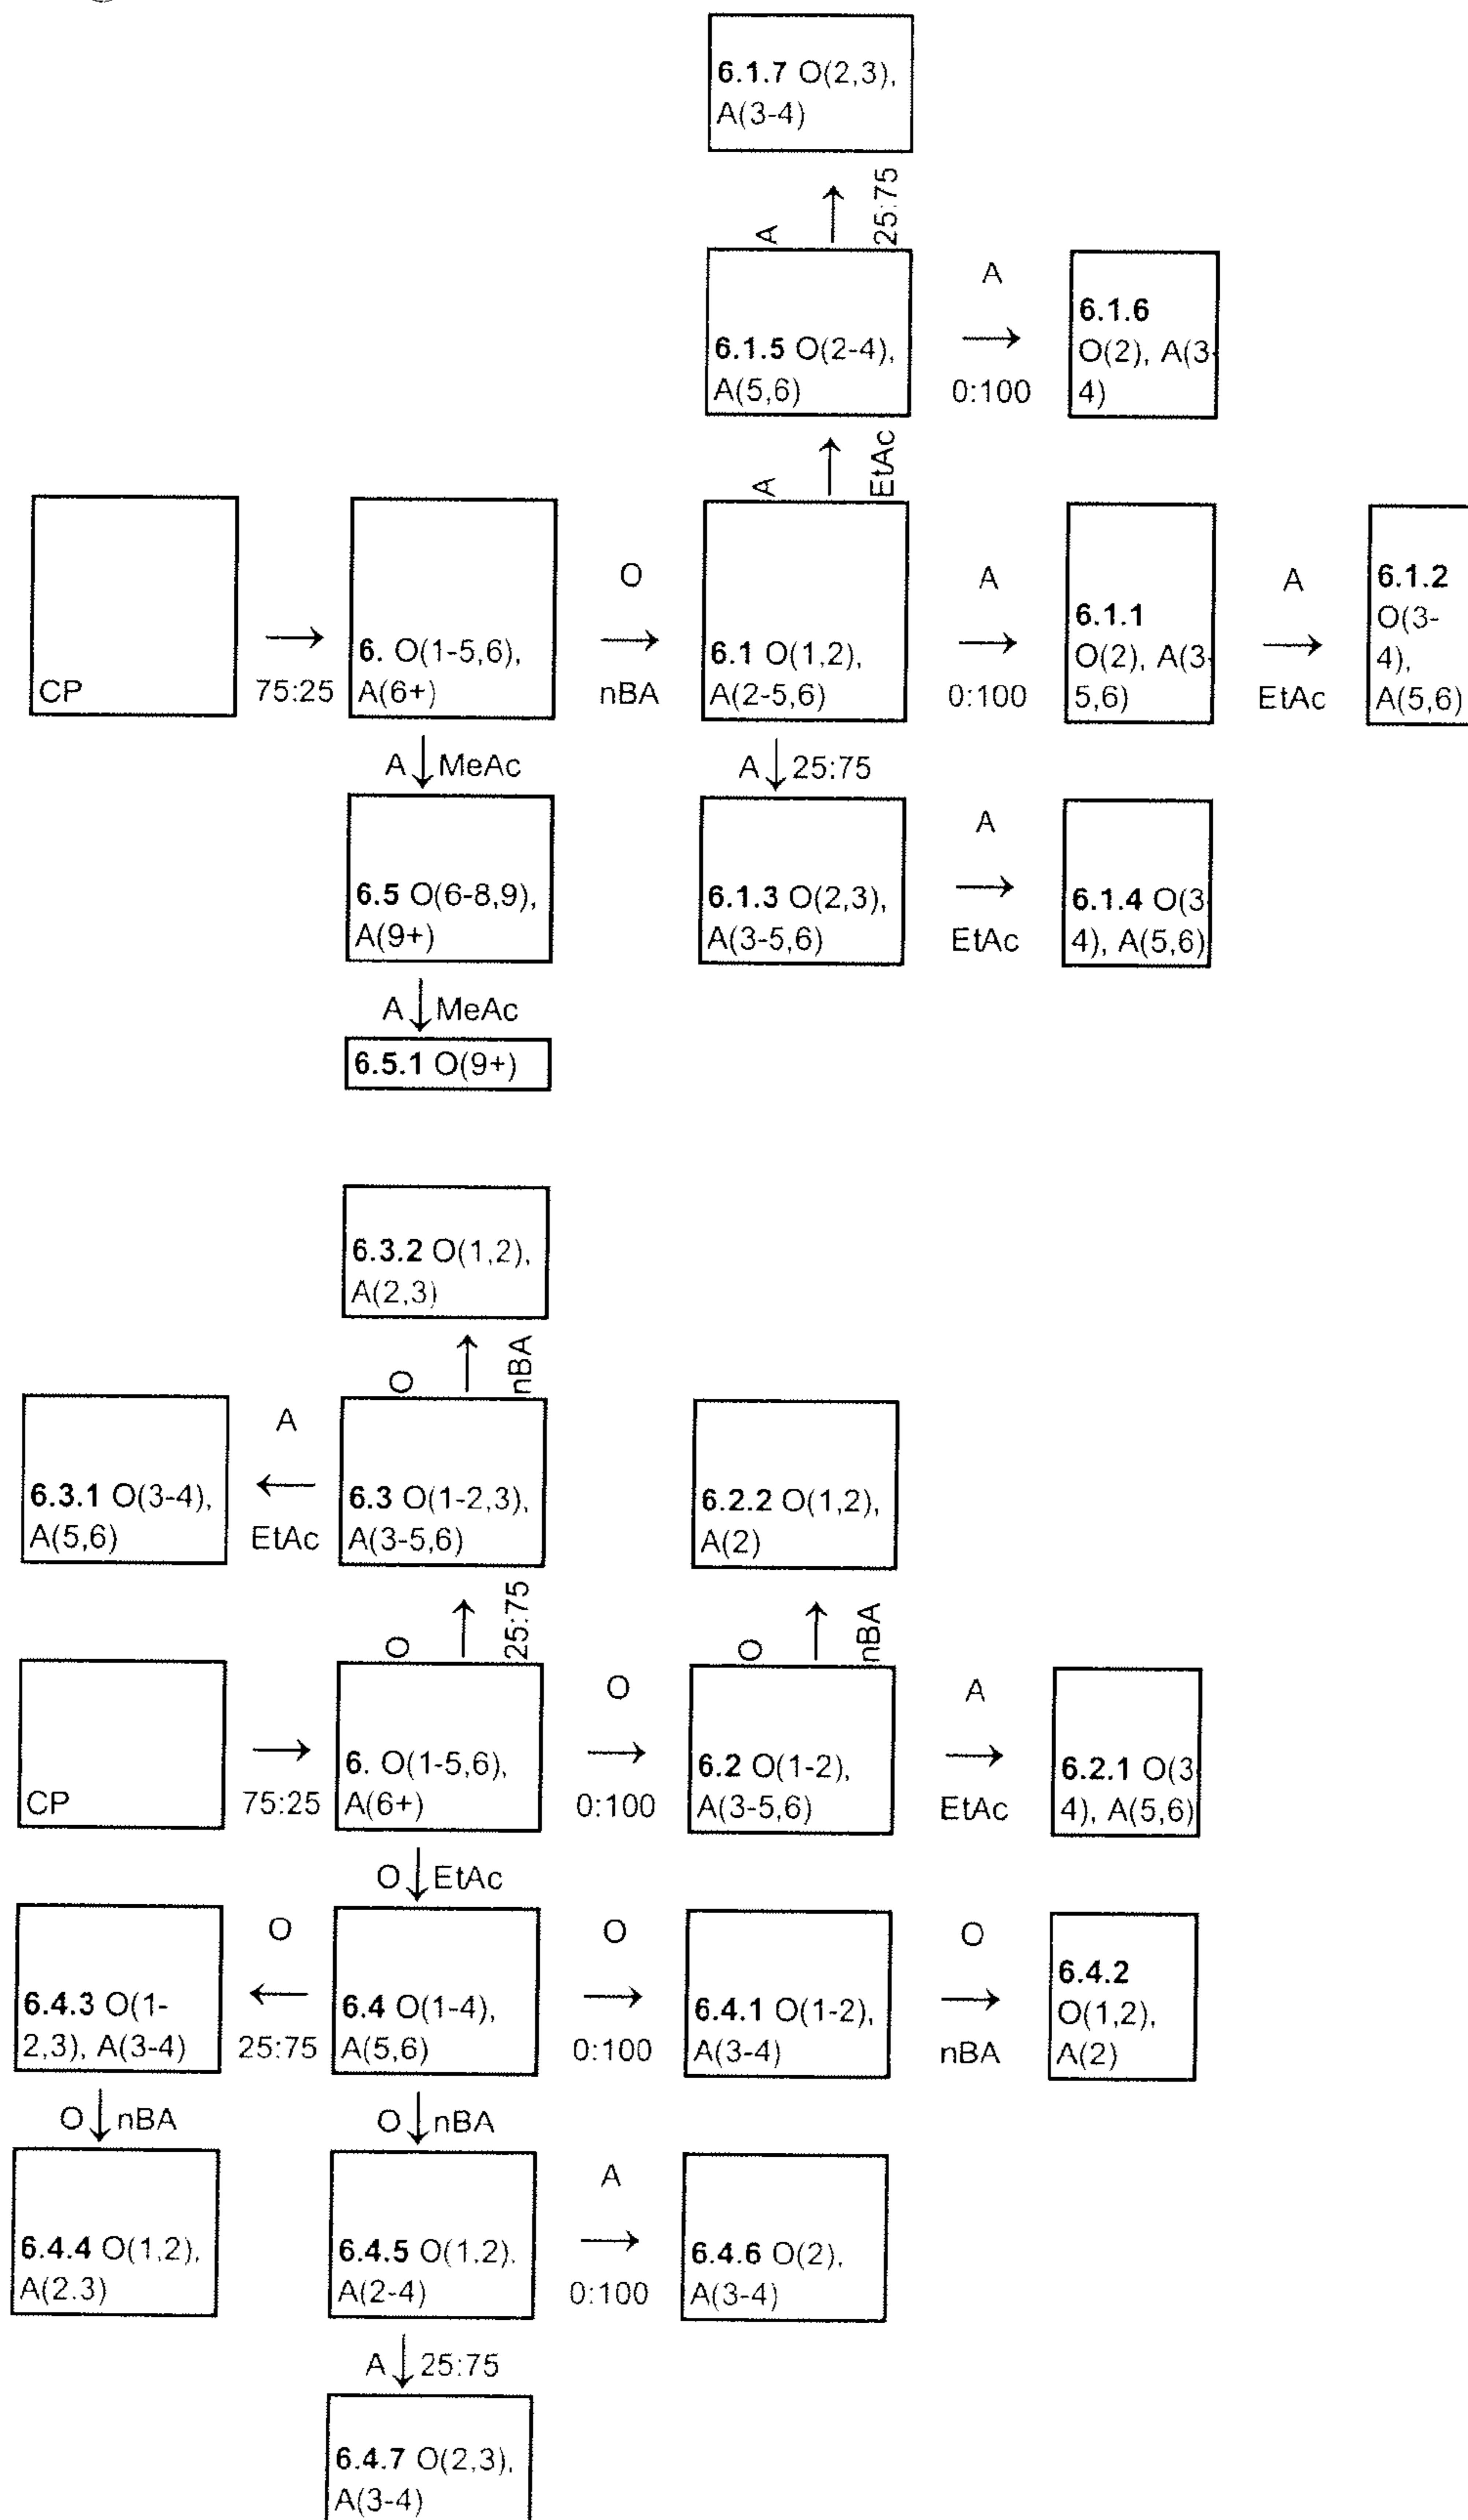 6.1.7 O(2,3),
A(3-4)
A
25:75
6.1.5 O(2-4),
A(5,6)
A
0:100
6.1.6
O(2), A(3-
4)
A
EtAc
CP
75:25
6. O(1-5,6),
A(6+)
O
nBA
6.1 O(1,2),
A(2-5,6)
A
0:100
6.1.1
O(2), A(3-
5,6)
A
EtAc
6.1.2
O(3-
4),
A(5,6)
A MeAc
A 25:75
6.5 O(6-8,9),
A(9+)
6.1.3 O(2,3),
A(3-5,6)
A
EtAc
6.1.4 O(3
4), A(5,6)
A MeAc
6.5.1 O(9+)
6.3.2 O(1,2),
A(2,3)
O
nBA
6.3.1 O(3-4),
A(5,6)
A
EtAc
6.3 O(1-2,3),
A(3-5,6)
6.2.2 O(1,2),
A(2)
O
25:75
O
nBA
CP
75:25
6. O(1-5,6),
A(6+)
O
0:100
6.2 O(1-2),
A(3-5,6)
A
EtAc
6.2.1 O(3
4), A(5,6)
O EtAc
6.4.3 O(1-
2,3), A(3-4)
O
25:75
6.4 O(1-4),
A(5,6)
O
0:100
6.4.1 O(1-2),
A(3-4)
O
nBA
6.4.2
O(1,2),
A(2)
O nBA
O nBA
6.4.4 O(1,2),
A(2.3)
6.4.5 O(1,2),
A(2-4)
A
0:100
6.4.6 O(2),
A(3-4)
A 25:75
6.4.7 O(2,3),
A(3-4)